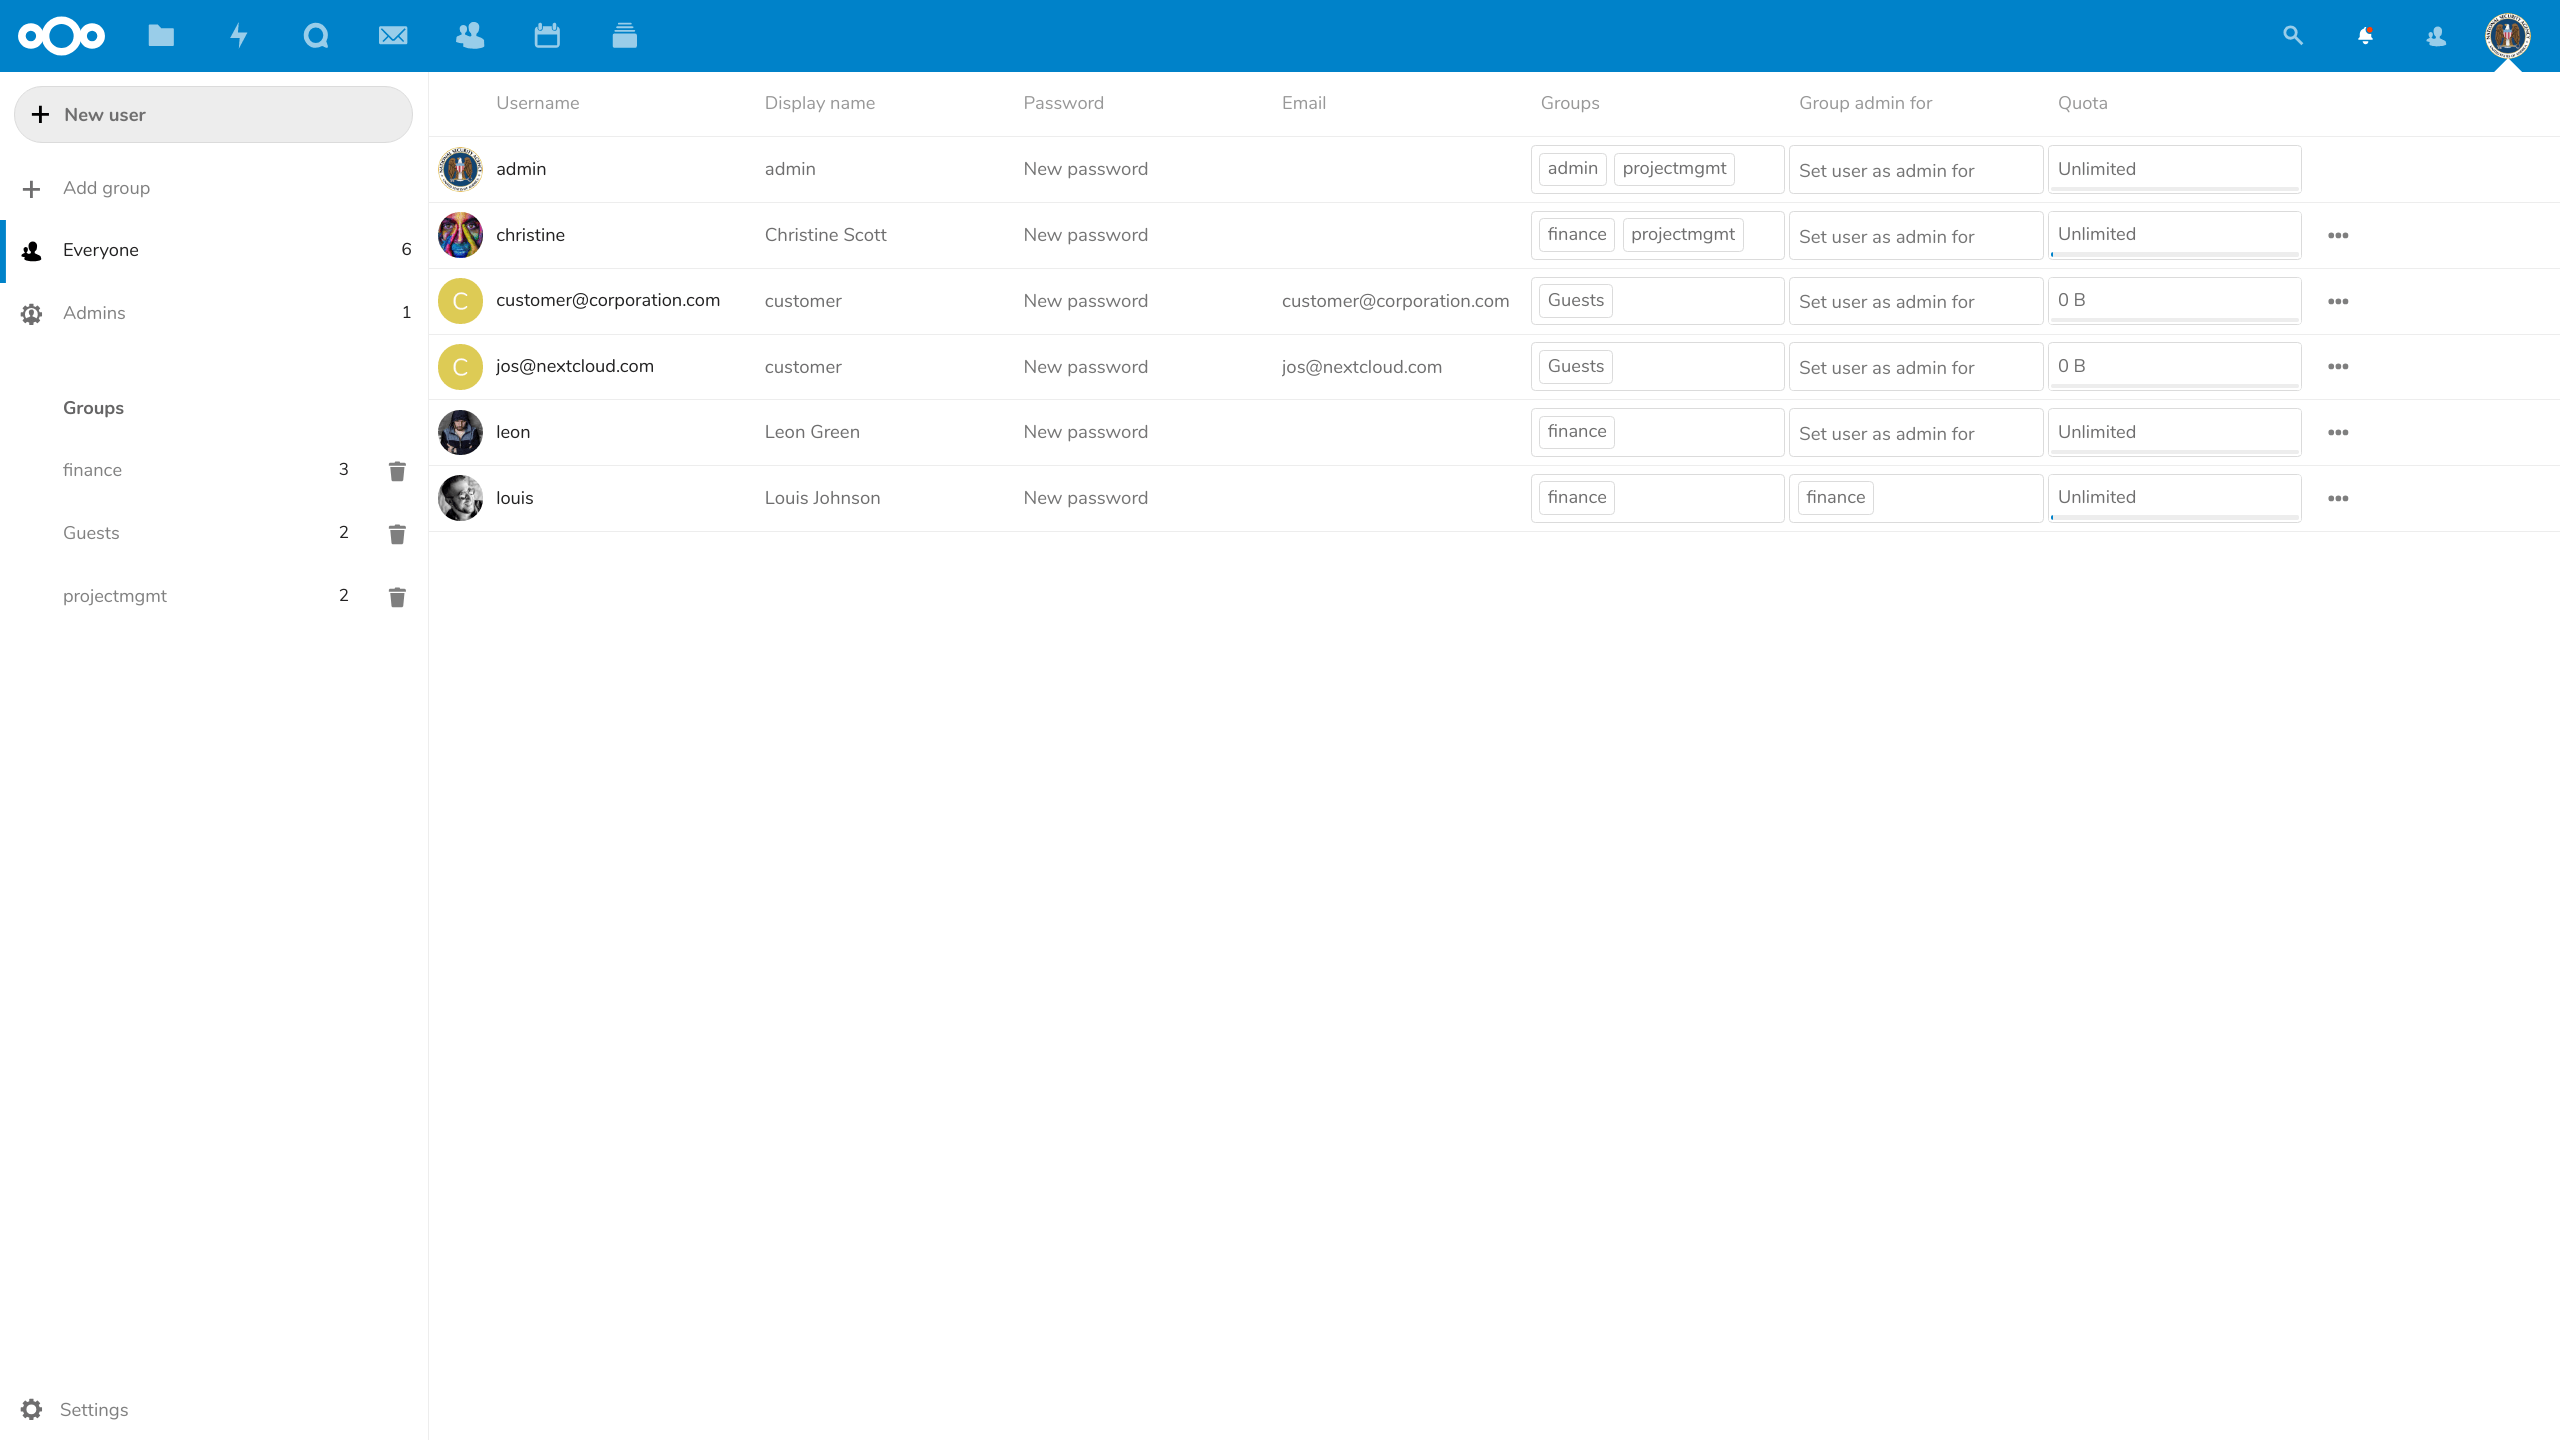 New user
Add group
Everyone 6
Admins 1
Groups
finance 3
Guests 2
projectmgmt 2
Settings
Username Display name Password Email Groups Group admin for Quota
admin admin New password admin projectmgmt Set user as admin for Unlimited
christine Christine Scott New password finance projectmgmt Set user as admin for Unlimited
C customer@corporation.com customer New password customer@corporation.com Guests Set user as admin for 0 B
C jos@nextcloud.com customer New password jos@nextcloud.com Guests Set user as admin for 0 B
leon Leon Green New password finance Set user as admin for Unlimited
louis Louis Johnson New password finance finance Unlimited